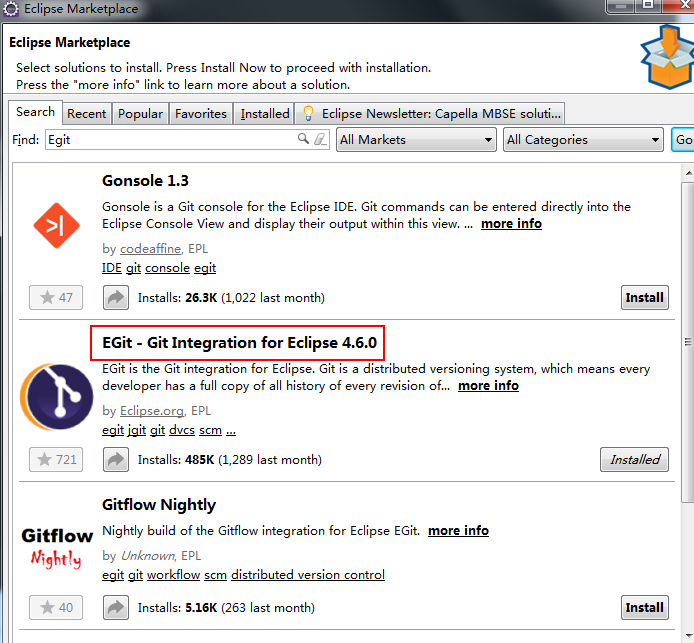 Eclipse Marketplace
Eclipse Marketplace
Select solutions to install. Press Install Now to proceed with installation.
Press the "more info" link to learn more about a solution.
Search Recent Popular Favorites Installed Eclipse Newsletter: Capella MBSE soluti...
Find: Egit All Markets All Categories Go
Gonsole 1.3
Gonsole is a Git console for the Eclipse IDE. Git commands can be entered directly into the
Eclipse Console View and display their output within this view. ... more info
by codeaffine, EPL
IDE git console egit
47 Installs: 26.3K (1,022 last month) Install
EGit - Git Integration for Eclipse 4.6.0
EGit is the Git integration for Eclipse. Git is a distributed versioning system, which means every
developer has a full copy of all history of every revision of... more info
by Eclipse.org, EPL
egit jgit git dvcs scm ...
721 Installs: 485K (1,289 last month) Installed
Gitflow Nightly
Gitflow
Nightly
Nightly build of the Gitflow integration for Eclipse EGit. more info
by Unknown, EPL
egit git workflow scm distributed version control
40 Installs: 5.16K (263 last month) Install